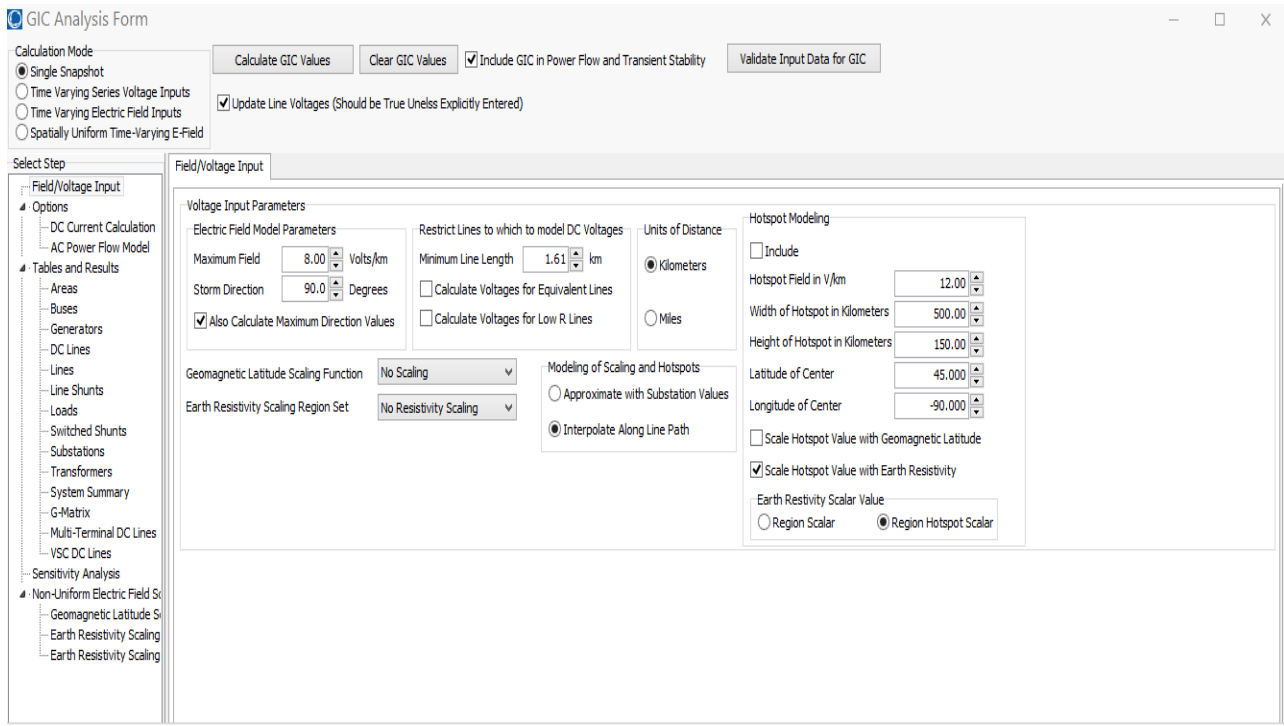 GIC Analysis Form
Calculation Mode
Single Snapshot
Time Varying Series Voltage Inputs
Time Varying Electric Field Inputs
Spatially Uniform Time-Varying E-Field
Calculate GIC Values
Clear GIC Values
Include GIC in Power Flow and Transient Stability
Validate Input Data for GIC
Update Line Voltages (Should be True Unelss Explicitly Entered)
Select Step
Field/Voltage Input
Options
DC Current Calculation
AC Power Flow Model
Tables and Results
Areas
Buses
Generators
DC Lines
Lines
Line Shunts
Loads
Switched Shunts
Substations
Transformers
System Summary
G-Matrix
Multi-Terminal DC Lines
VSC DC Lines
Sensitivity Analysis
Non-Uniform Electric Field Sc
Geomagnetic Latitude S
Earth Resistivity Scaling
Earth Resistivity Scaling
Field/Voltage Input
Voltage Input Parameters
Electric Field Model Parameters
Maximum Field 8.00 Volts/km
Storm Direction 90.0 Degrees
Also Calculate Maximum Direction Values
Restrict Lines to which to model DC Voltages
Minimum Line Length 1.61 km
Calculate Voltages for Equivalent Lines
Calculate Voltages for Low R Lines
Units of Distance
Kilometers
Miles
Geomagnetic Latitude Scaling Function No Scaling
Earth Resistivity Scaling Region Set No Resistivity Scaling
Modeling of Scaling and Hotspots
Approximate with Substation Values
Interpolate Along Line Path
Hotspot Modeling
Include
Hotspot Field in V/km 12.00
Width of Hotspot in Kilometers 500.00
Height of Hotspot in Kilometers 150.00
Latitude of Center 45.000
Longitude of Center -90.000
Scale Hotspot Value with Geomagnetic Latitude
Scale Hotspot Value with Earth Resistivity
Earth Restivity Scalar Value
Region Scalar
Region Hotspot Scalar